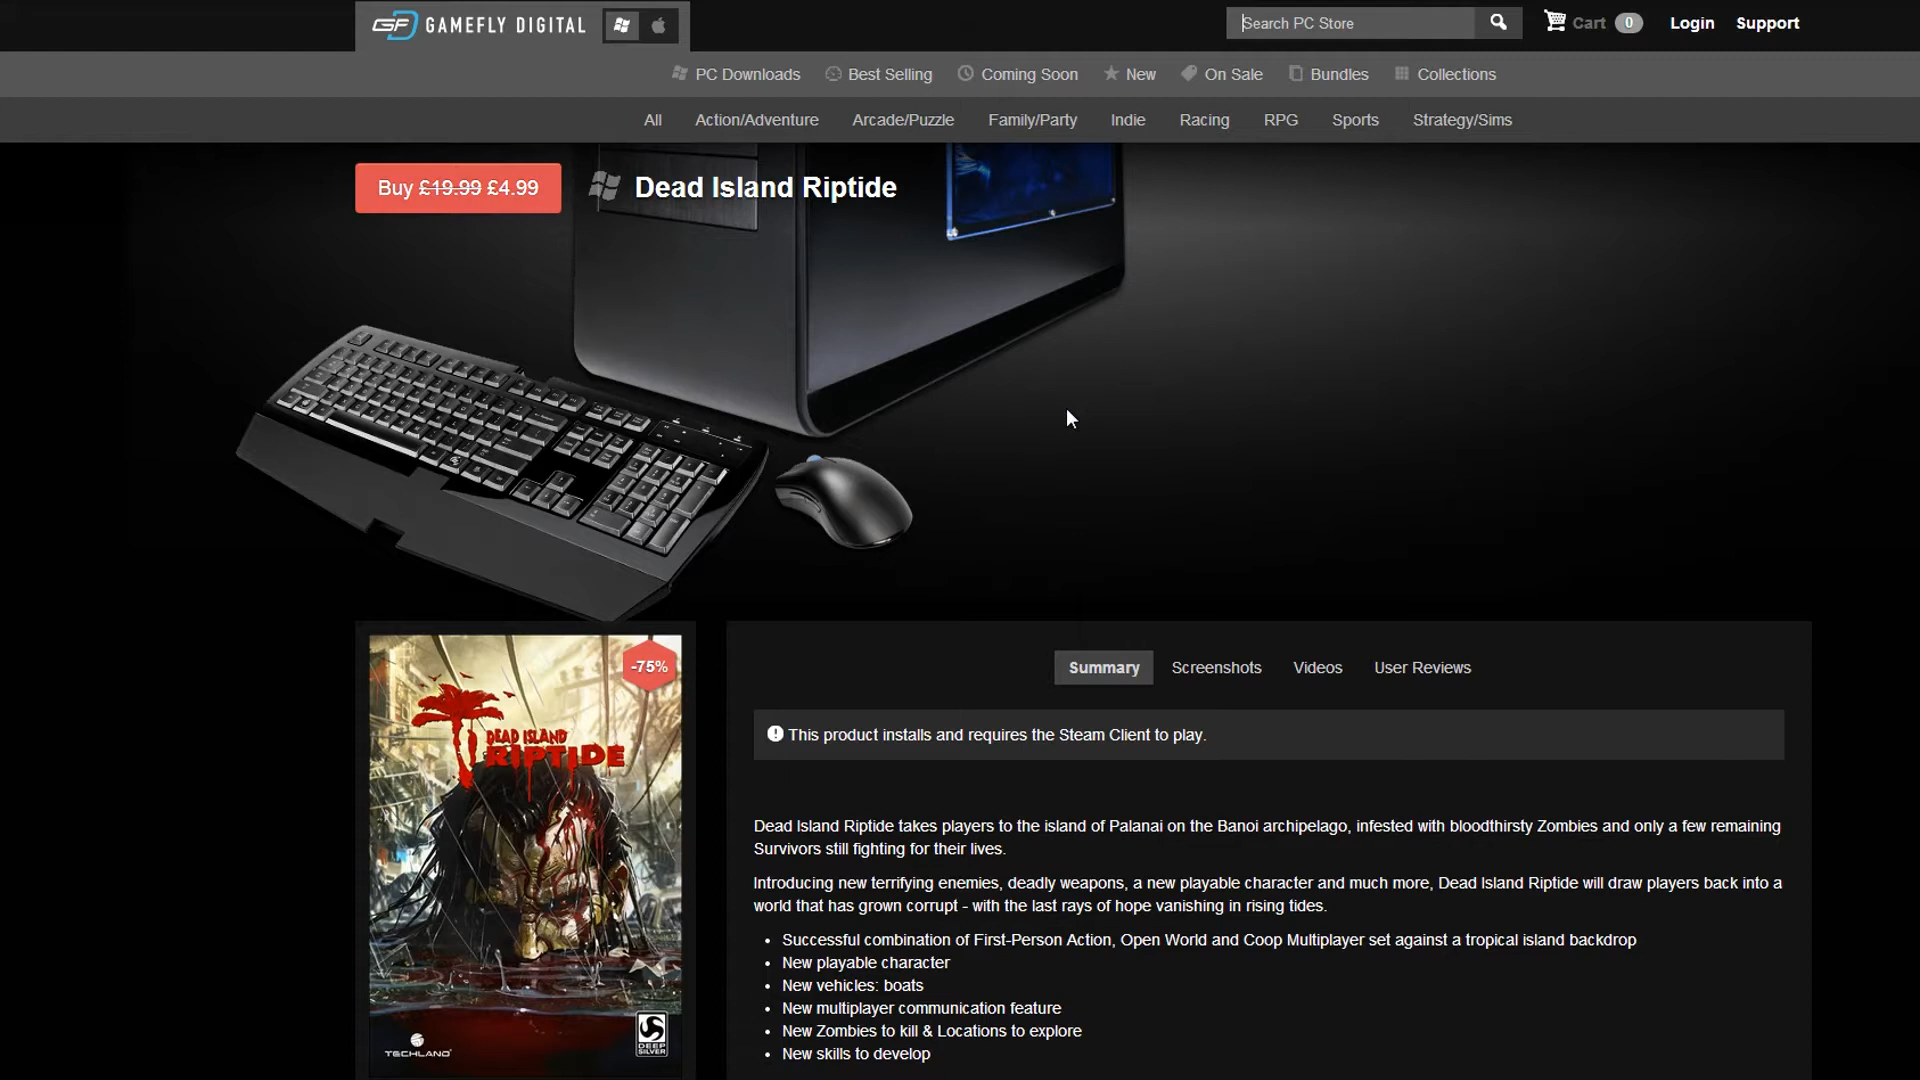 GAMEFLY DIGITAL
Search PC Store
Cart 0 Login Support
PC Downloads Best Selling Coming Soon New On Sale Bundles Collections
All Action/Adventure Arcade/Puzzle Family/Party Indie Racing RPG Sports Strategy/Sims
Buy £19.99 £4.99 Dead Island Riptide
-75%
DEAD ISLAND
RIPTIDE
TECHLAND
DEEP
SILVER
Summary Screenshots Videos User Reviews
This product installs and requires the Steam Client to play.
Dead Island Riptide takes players to the island of Palanai on the Banoi archipelago, infested with bloodthirsty Zombies and only a few remaining
Survivors still fighting for their lives.
Introducing new terrifying enemies, deadly weapons, a new playable character and much more, Dead Island Riptide will draw players back into a
world that has grown corrupt - with the last rays of hope vanishing in rising tides.
• Successful combination of First-Person Action, Open World and Coop Multiplayer set against a tropical island backdrop
• New playable character
• New vehicles: boats
• New multiplayer communication feature
• New Zombies to kill & Locations to explore
• New skills to develop